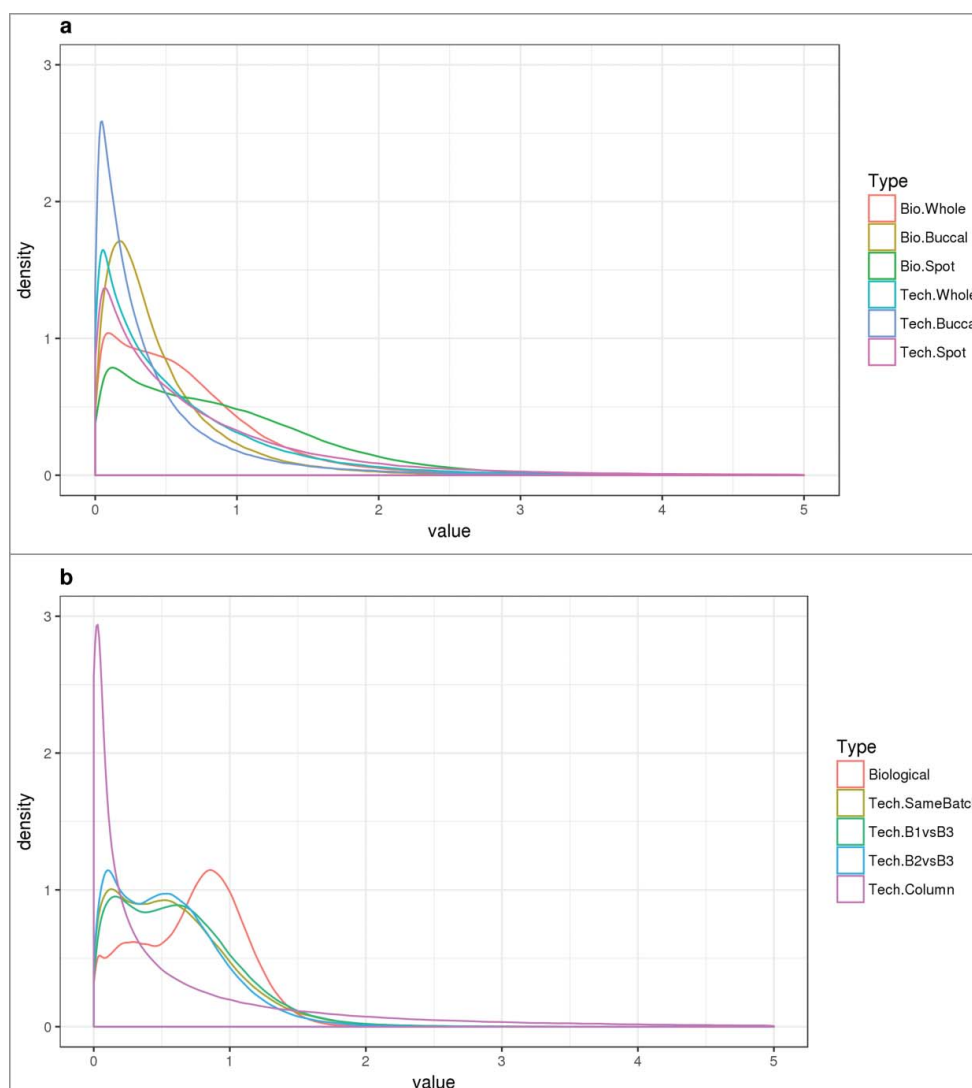 a
3
2
1
0
density
0 1 2 3 4 5
value
Type
Bio.Whole
Bio.Buccal
Bio.Spot
Tech.Whole
Tech.Bucca
Tech.Spot
b
3
2
1
0
density
0 1 2 3 4 5
value
Type
Biological
Tech.SameBatc
Tech.B1vsB3
Tech.B2vsB3
Tech.Column